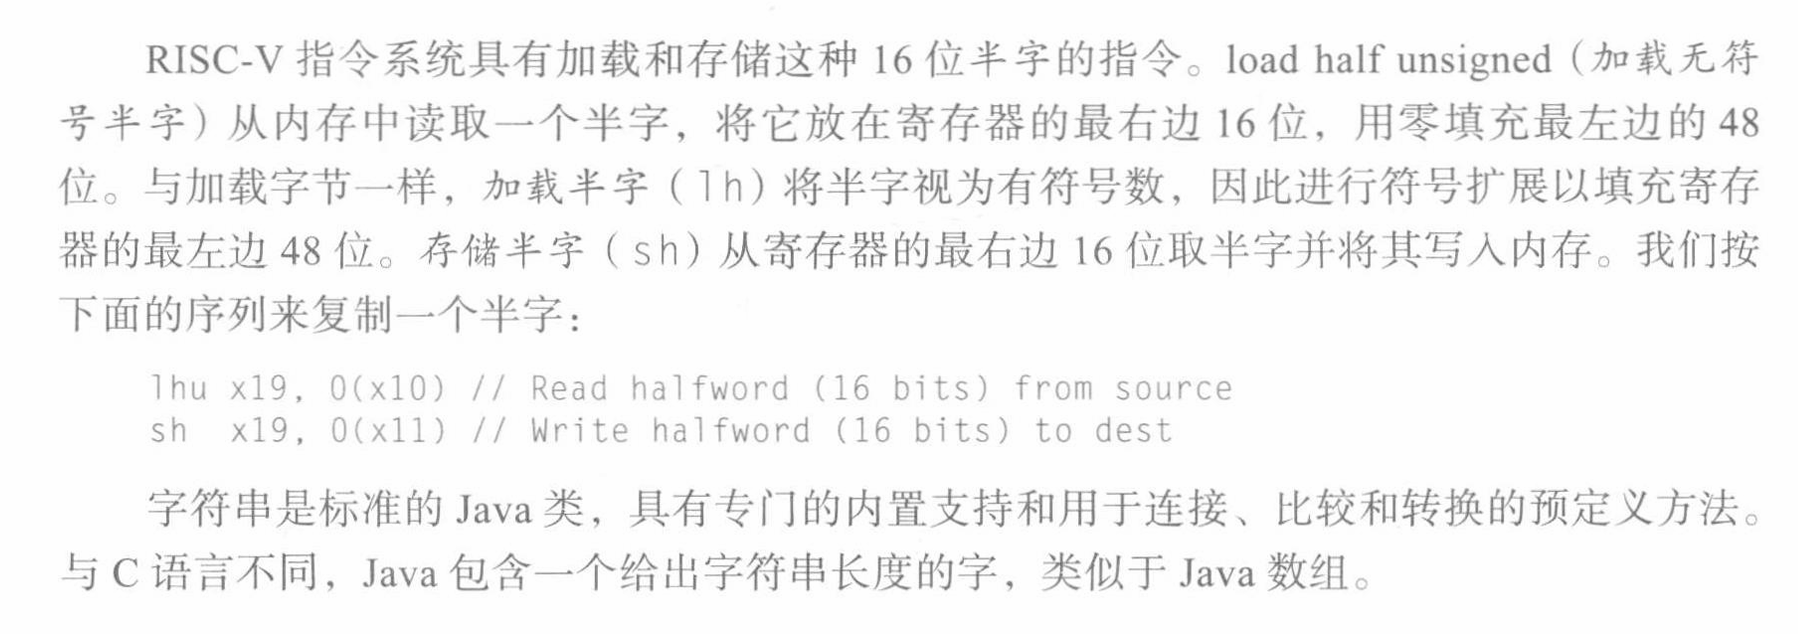 RISC-V 指令系统具有加载和存储这种 16 位半字的指令。load half unsigned（加载无符
号半字）从内存中读取一个半字，将它放在寄存器的最右边 16 位，用零填充最左边的 48
位。与加载字节一样，加载半字（lh）将半字视为有符号数，因此进行符号扩展以填充寄存
器的最左边 48 位。存储半字（sh）从寄存器的最右边 16 位取半字并将其写入内存。我们按
下面的序列来复制一个半字：
lhu x19, 0(x10) // Read halfword (16 bits) from source
sh  x19, 0(x11) // Write halfword (16 bits) to dest
字符串是标准的 Java 类，具有专门的内置支持和用于连接、比较和转换的预定义方法。
与 C 语言不同，Java 包含一个给出字符串长度的字，类似于 Java 数组。